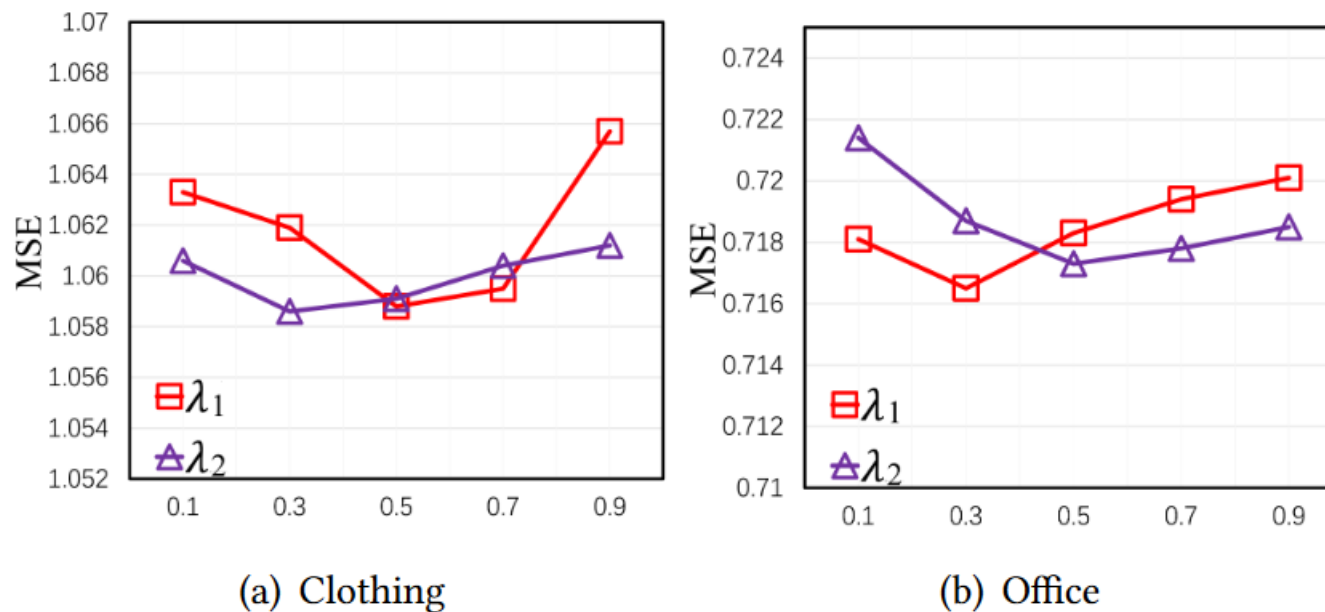 1.07
1.068
1.066
1.064
1.062
1.06
1.058
1.056
1.054
1.052
MSE
λ1
λ2
0.1 0.3 0.5 0.7 0.9
(a) Clothing
0.724
0.722
0.72
0.718
0.716
0.714
0.712
0.71
MSE
λ1
λ2
0.1 0.3 0.5 0.7 0.9
(b) Office